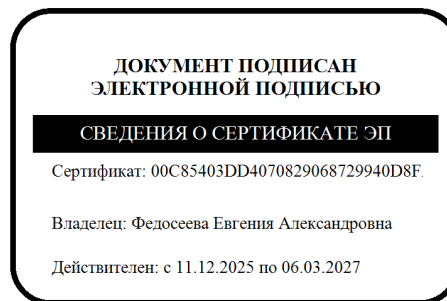 ДОКУМЕНТ ПОДПИСАН
ЭЛЕКТРОННОЙ ПОДПИСЬЮ
СВЕДЕНИЯ О СЕРТИФИКАТЕ ЭП
Сертификат: 00C85403DD4070829068729940D8F.
Владелец: Федосеева Евгения Александровна
Действителен: с 11.12.2025 по 06.03.2027